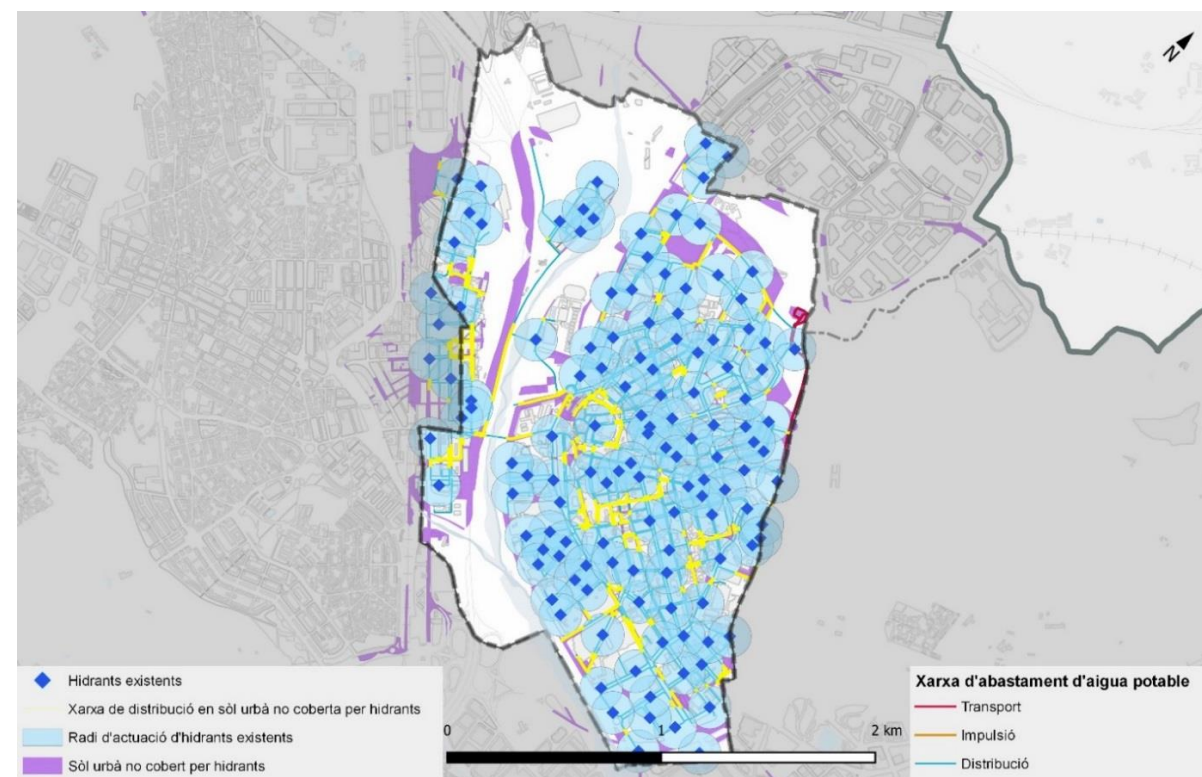 N
Hidrants existents
Xarxa de distribució en sòl urbà no coberta per hidrants
Radi d'actuació d'hidrants existents
Sòl urbà no cobert per hidrants
0
1
2 km
Xarxa d'abastament d'aigua potable
Transport
Impulsió
Distribució